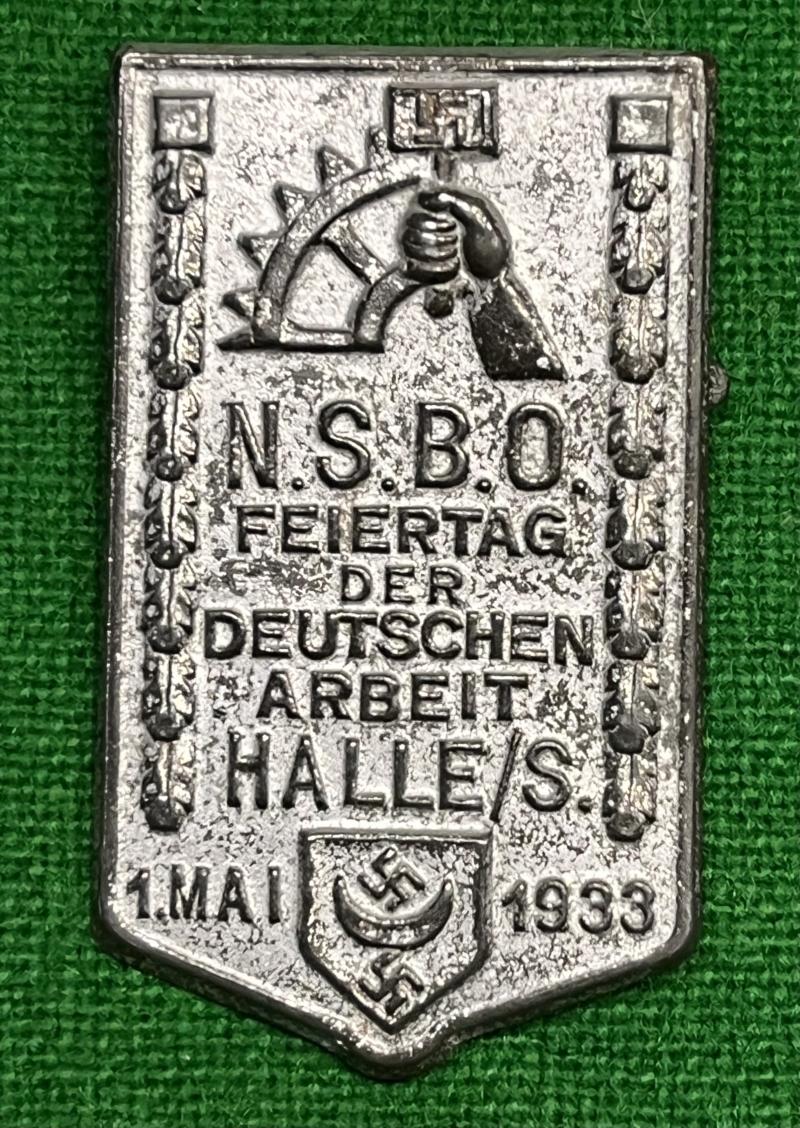 N.S.B.O.
FEIERTAG
DER
DEUTSCHEN
ARBEIT
HALLE/S.
1.MAI 1933